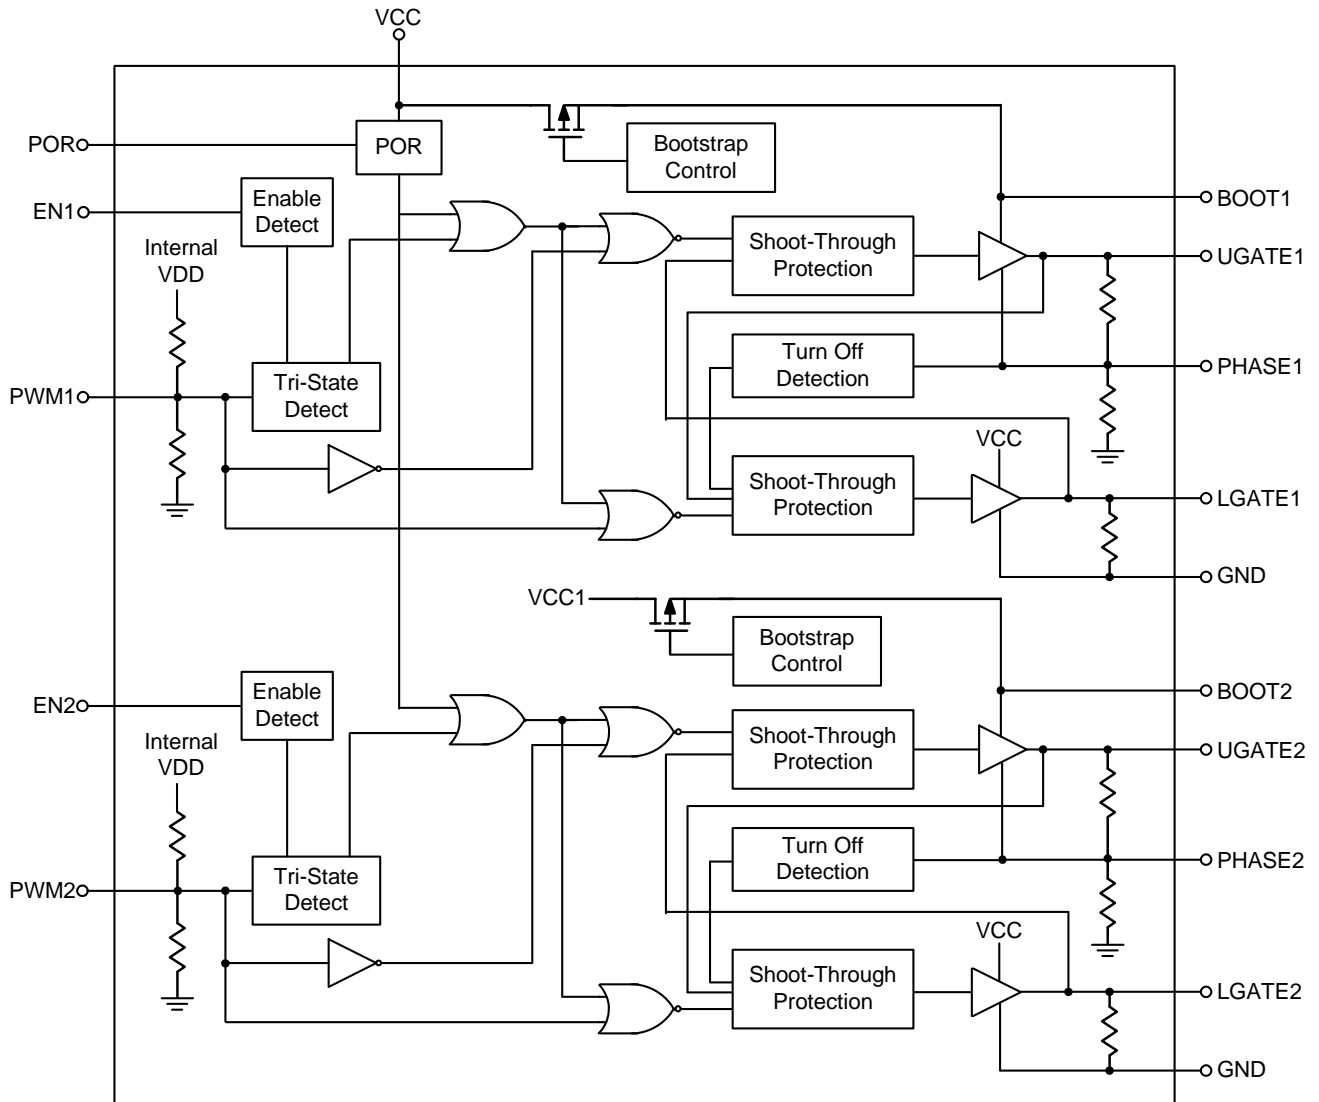 VCC
POR
POR
Bootstrap
Control
EN1
Enable
Detect
BOOT1
Internal
VDD
Shoot-Through
Protection
UGATE1
Turn Off
Detection
PHASE1
PWM1
Tri-State
Detect
VCC
Shoot-Through
Protection
LGATE1
GND
VCC1
Bootstrap
Control
EN2
Enable
Detect
BOOT2
Internal
VDD
Shoot-Through
Protection
UGATE2
Turn Off
Detection
PHASE2
PWM2
Tri-State
Detect
VCC
Shoot-Through
Protection
LGATE2
GND